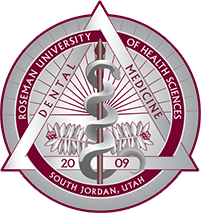 ROSEMAN UNIVERSITY
OF HEALTH SCIENCES
DENTAL
MEDICINE
20 09
SOUTH JORDAN, UTAH